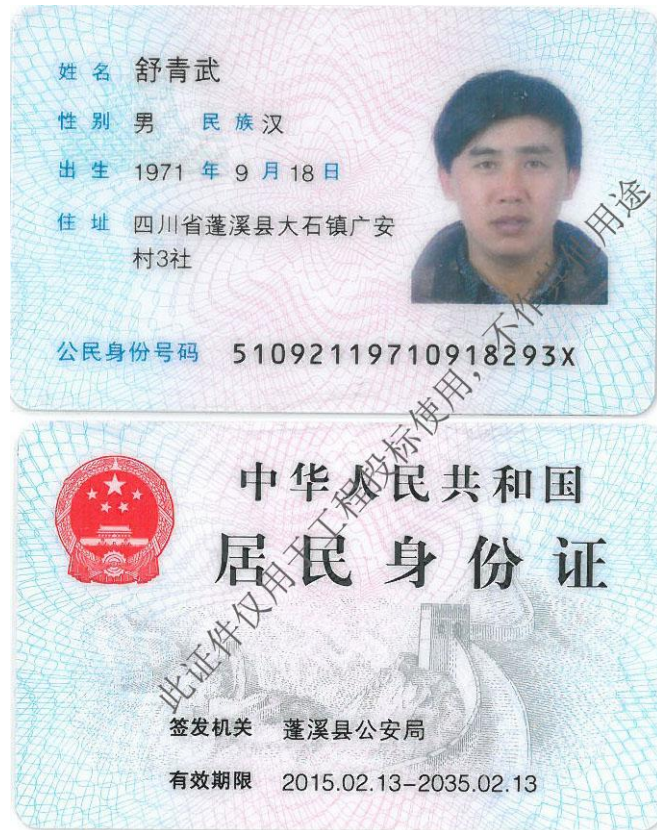 姓名 舒青武
性别 男 民族 汉
出生 1971 年 9 月 18 日
住址 四川省蓬溪县大石镇广安
村3社
公民身份号码 51092119710918293X
中华人民共和国
居民身份证
签发机关 蓬溪县公安局
有效期限 2015.02.13-2035.02.13
此证件仅用于工程投标使用，不作其他用途